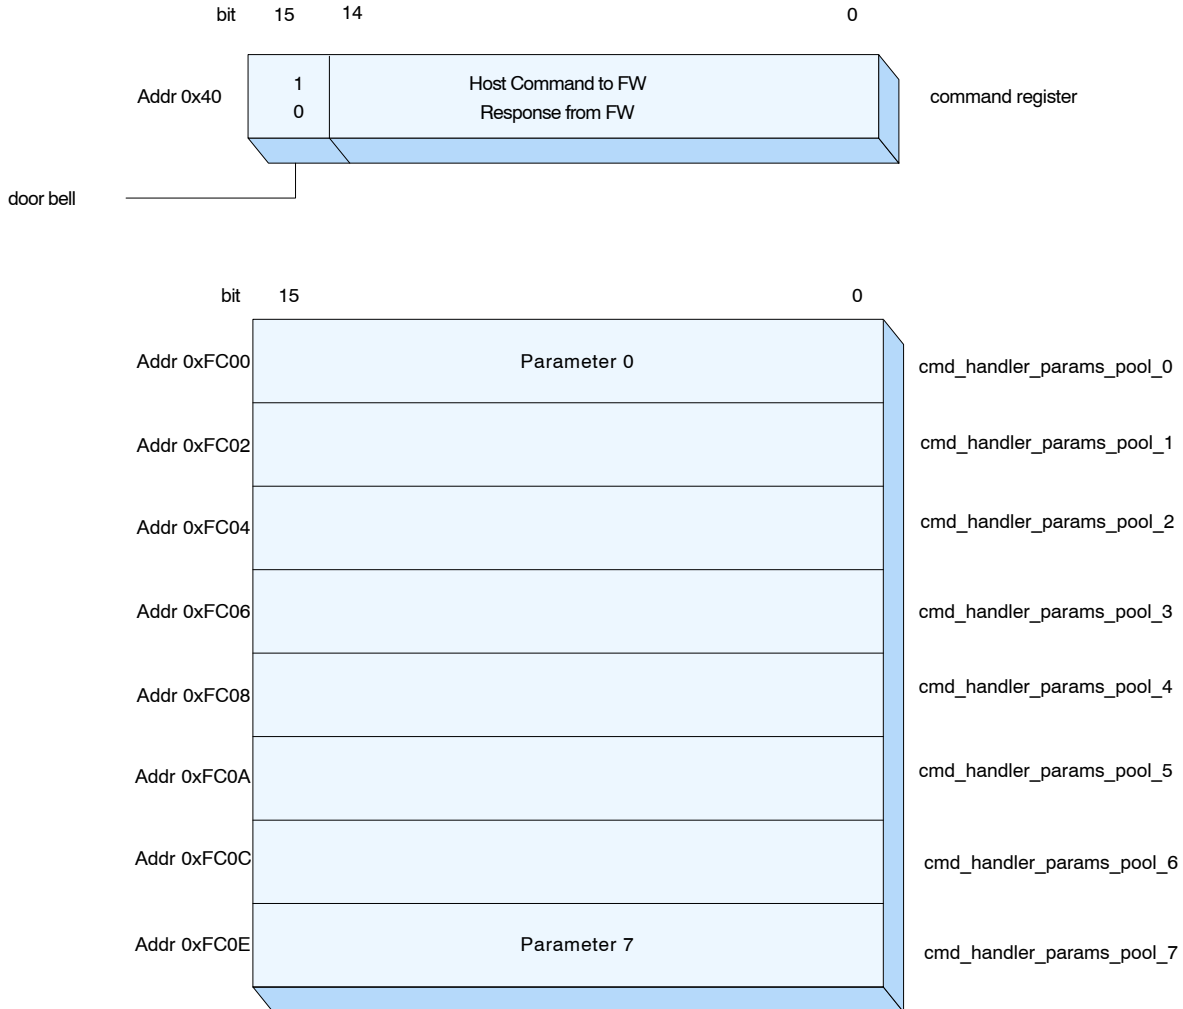 bit 15 14 0
Addr 0x40 1 Host Command to FW command register
0 Response from FW
door bell
bit 15 0
Addr 0xFC00 Parameter 0 cmd_handler_params_pool_0
Addr 0xFC02 cmd_handler_params_pool_1
Addr 0xFC04 cmd_handler_params_pool_2
Addr 0xFC06 cmd_handler_params_pool_3
Addr 0xFC08 cmd_handler_params_pool_4
Addr 0xFC0A cmd_handler_params_pool_5
Addr 0xFC0C cmd_handler_params_pool_6
Addr 0xFC0E Parameter 7 cmd_handler_params_pool_7